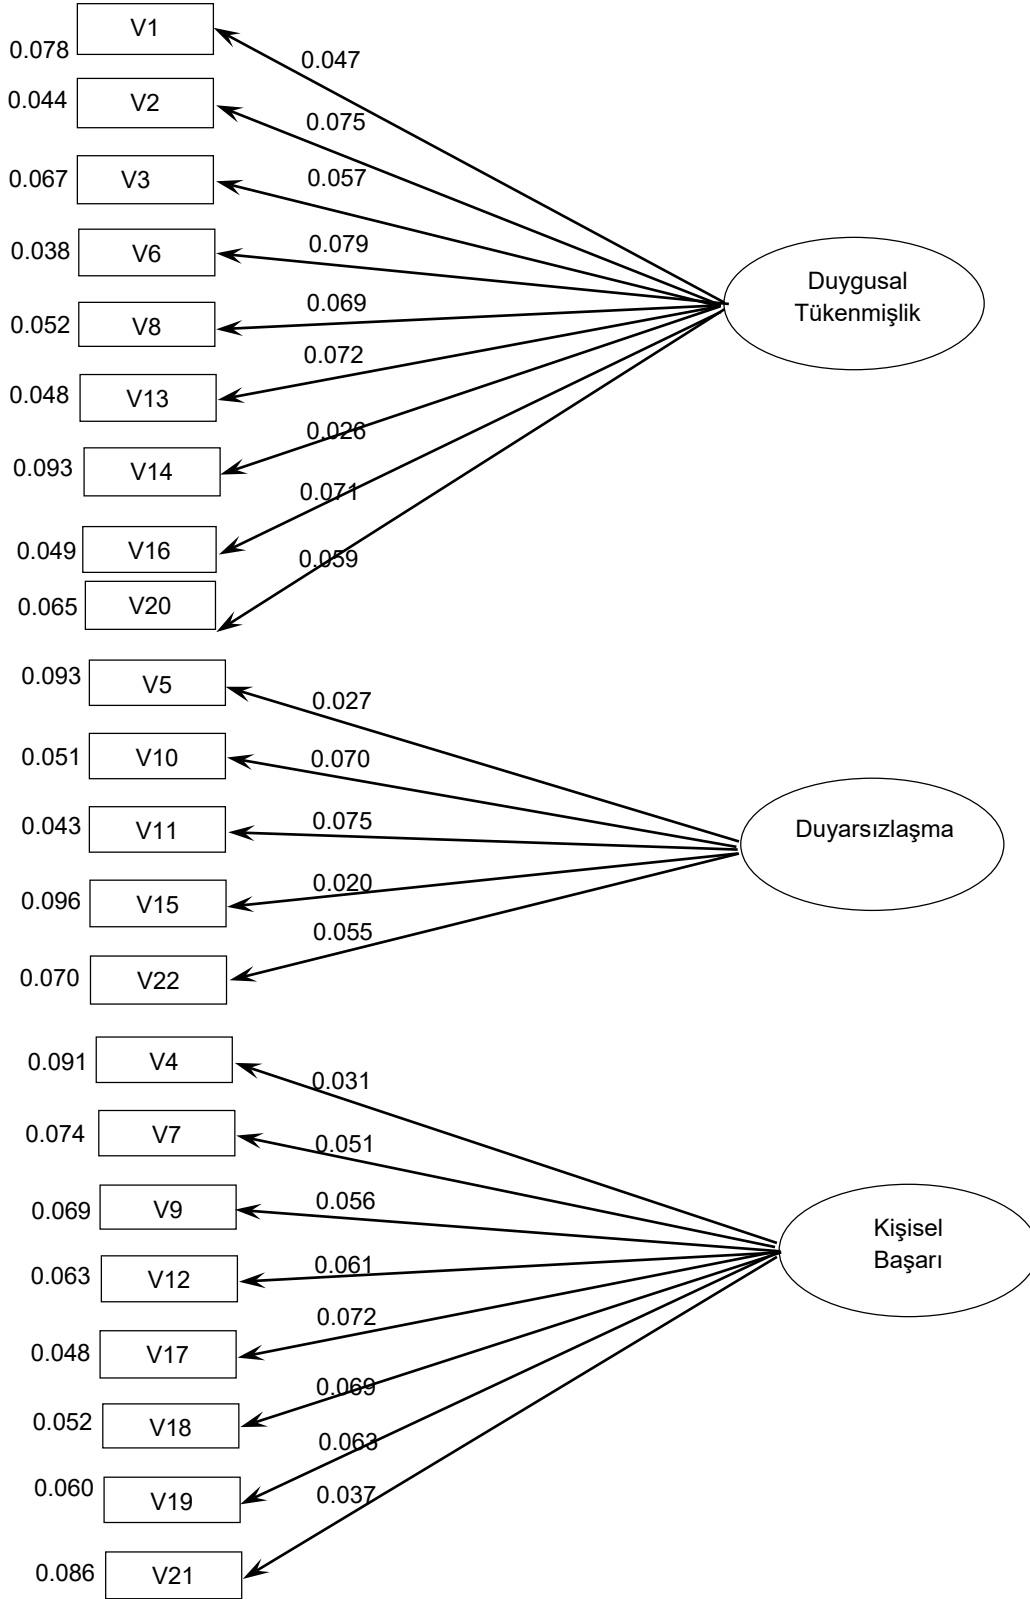 V1
0.078
0.047
V2
0.044
0.075
V3
0.067
0.057
V6
0.038
0.079
V8
0.052
0.069
V13
0.048
0.072
V14
0.093
0.026
V16
0.049
0.071
V20
0.065
0.059
Duygusal
Tükenmişlik
V5
0.093
0.027
V10
0.051
0.070
V11
0.043
0.075
V15
0.096
0.020
V22
0.070
0.055
Duyarsızlaşma
V4
0.091
0.031
V7
0.074
0.051
V9
0.069
0.056
V12
0.063
0.061
V17
0.048
0.072
V18
0.052
0.069
V19
0.060
0.063
V21
0.086
0.037
Kişisel
Başarı